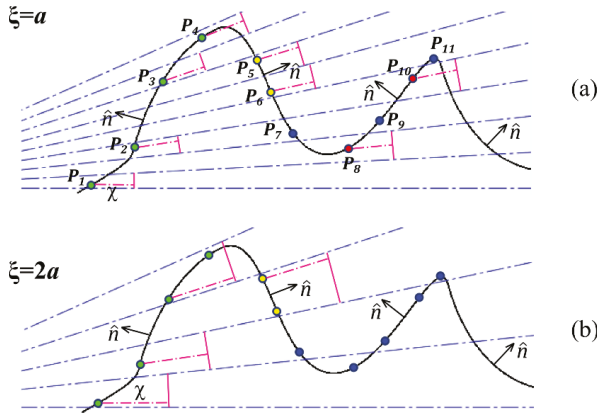 ξ=a
(a)
P₄
P₁₁
P₃
P₅
n̂
P₁₀
n̂
P₆
P₂
P₇
P₉
n̂
n̂
P₈
P₁
χ
ξ=2a
(b)
n̂
n̂
n̂
n̂
χ